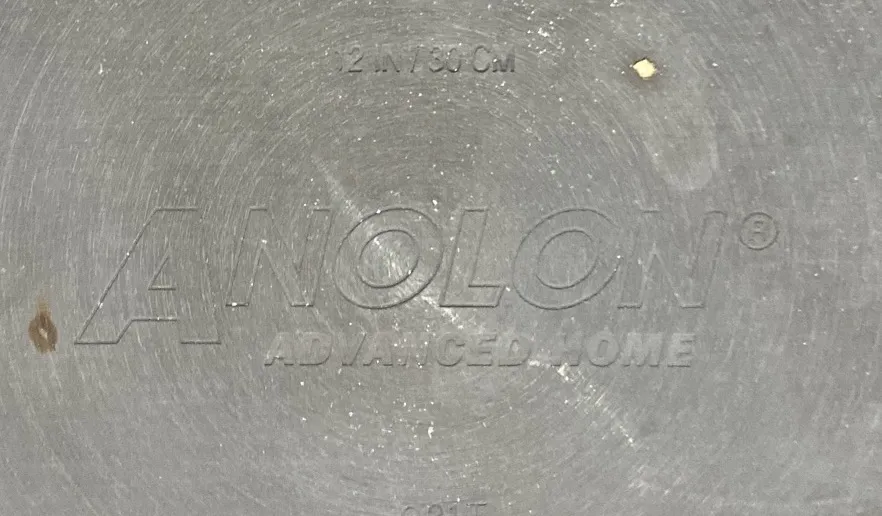 12 IN / 30 CM
ANOLON®
ADVANCED HOME